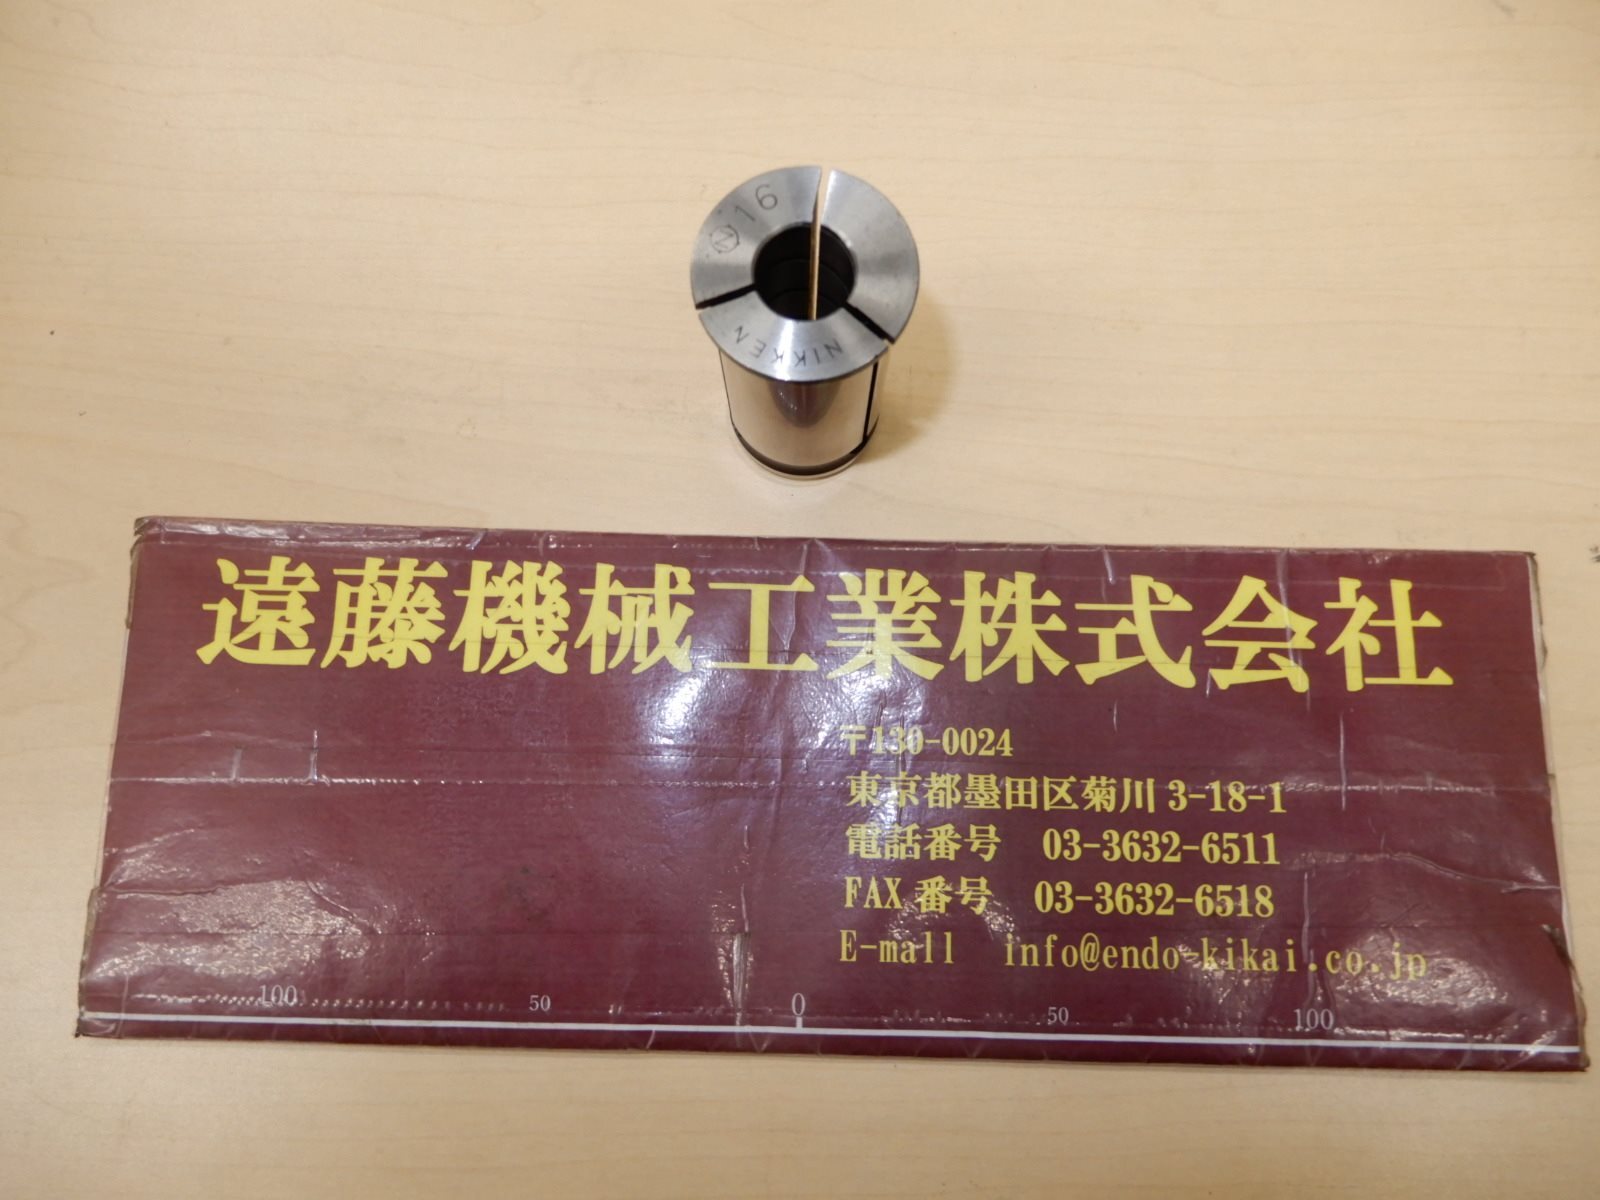 16
NIKKEN
遠藤機械工業株式会社
〒130-0024
東京都墨田区菊川 3-18-1
電話番号 03-3632-6511
FAX 番号 03-3632-6518
E-mall info@endo-kikai.co.jp
100 50 0 50 100